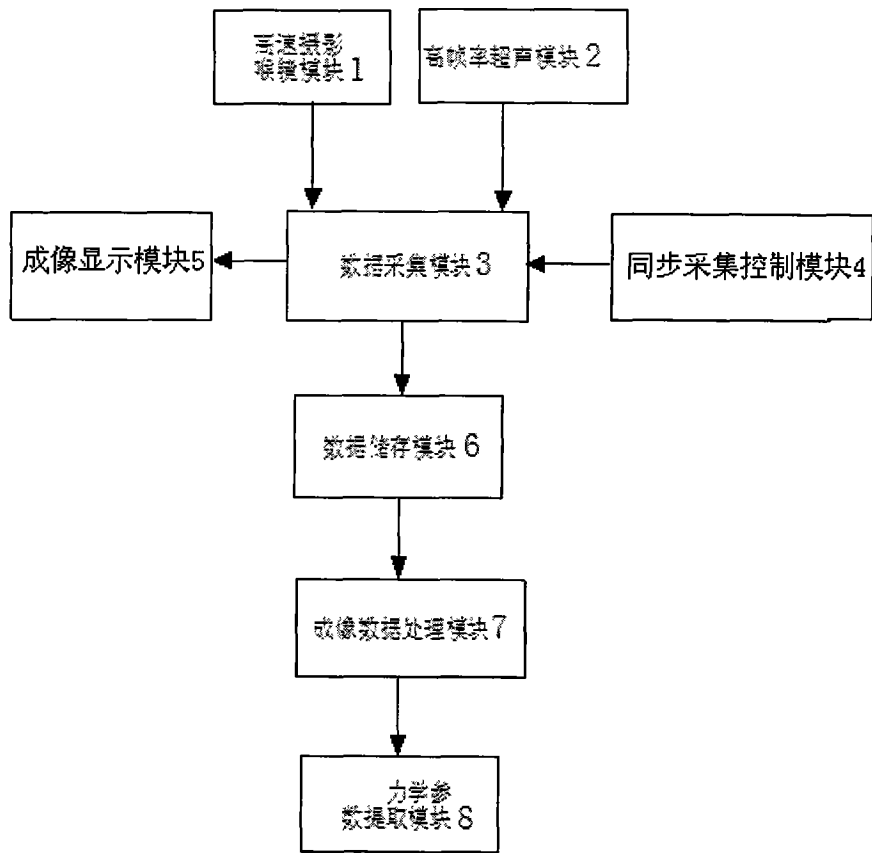 高速摄影
喉镜模块1
高帧率超声模块2
成像显示模块5
数据采集模块3
同步采集控制模块4
数据储存模块6
成像数据处理模块7
力学参
数提取模块8